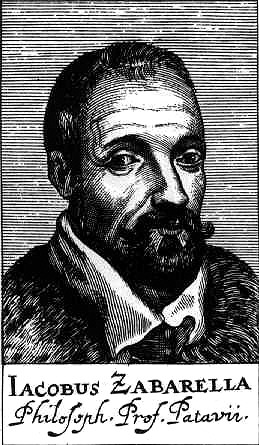 IACOBUS ZABARELLA
Philosoph. Prof. Patavii.